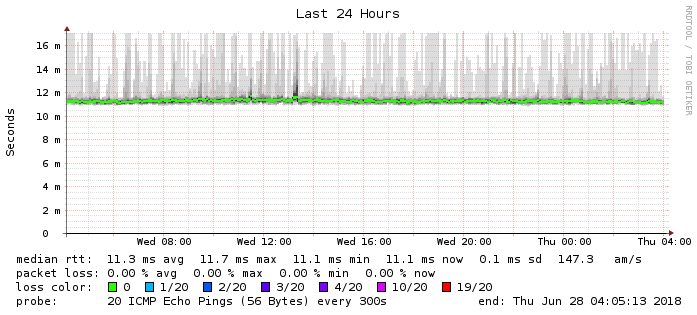 Last 24 Hours
RRDTOOL / TOBI OETIKER
Seconds
16 m
14 m
12 m
10 m
8 m
6 m
4 m
2 m
0
Wed 08:00 Wed 12:00 Wed 16:00 Wed 20:00 Thu 00:00 Thu 04:00
median rtt: 11.3 ms avg 11.7 ms max 11.1 ms min 11.1 ms now 0.1 ms sd 147.3 am/s
packet loss: 0.00 % avg 0.00 % max 0.00 % min 0.00 % now
loss color: 0 1/20 2/20 3/20 4/20 10/20 19/20
probe: 20 ICMP Echo Pings (56 Bytes) every 300s end: Thu Jun 28 04:05:13 2018